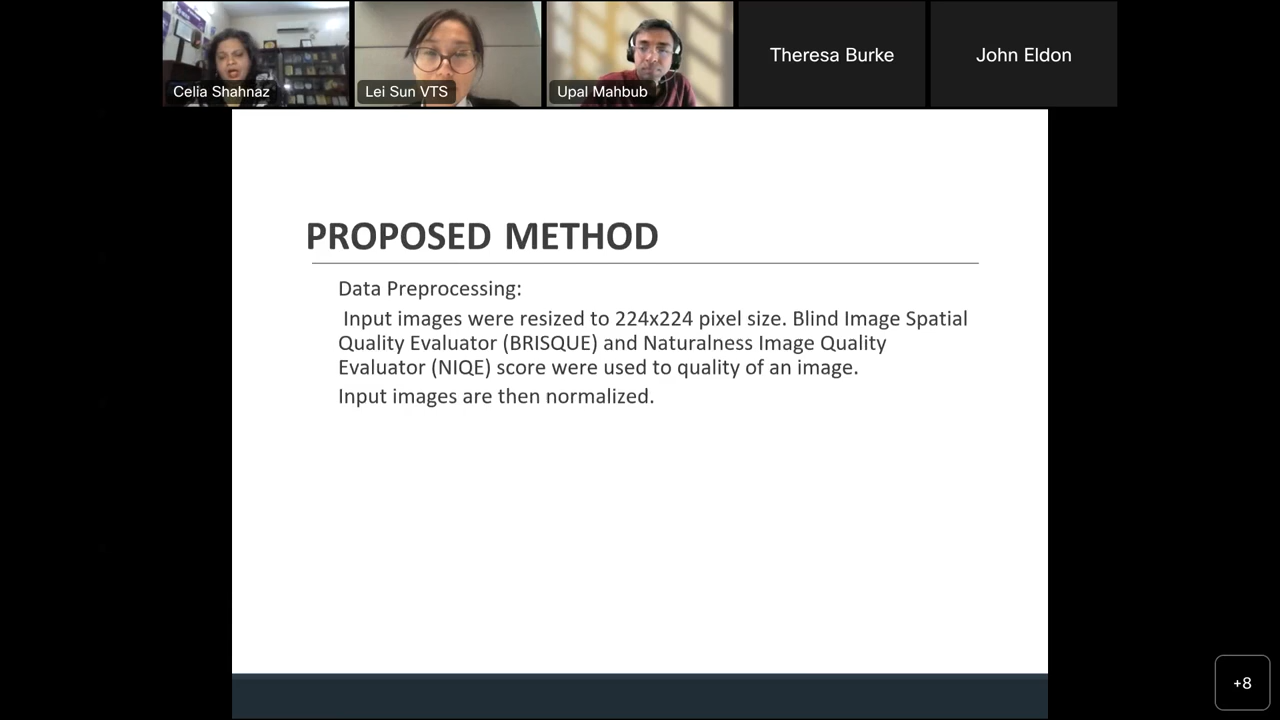 Celia Shahnaz
Lei Sun VTS
Upal Mahbub
Theresa Burke
John Eldon
PROPOSED METHOD
Data Preprocessing:
Input images were resized to 224x224 pixel size. Blind Image Spatial
Quality Evaluator (BRISQUE) and Naturalness Image Quality
Evaluator (NIQE) score were used to quality of an image.
Input images are then normalized.
+8